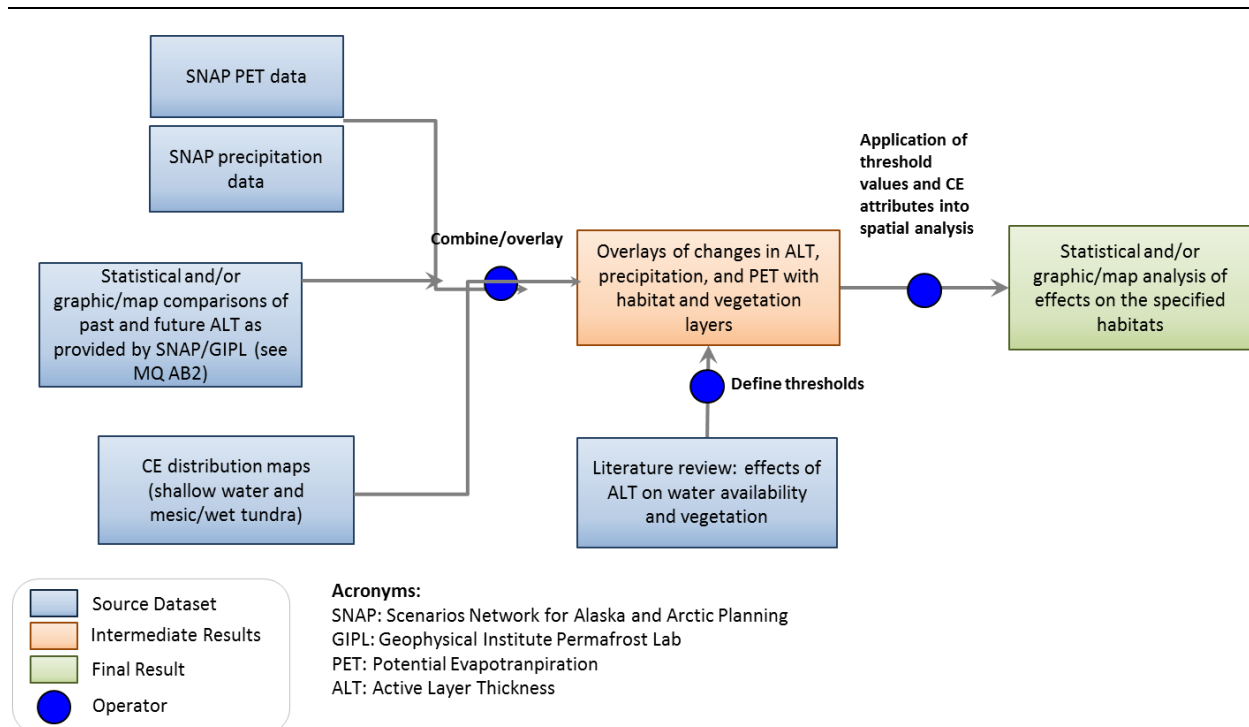 SNAP PET data
SNAP precipitation
data
Statistical and/or
graphic/map comparisons of
past and future ALT as
provided by SNAP/GIPL (see
MQ AB2)
CE distribution maps
(shallow water and
mesic/wet tundra)
Combine/overlay
Overlays of changes in ALT,
precipitation, and PET with
habitat and vegetation
layers
Define thresholds
Literature review: effects of
ALT on water availability
and vegetation
Application of
threshold
values and CE
attributes into
spatial analysis
Statistical and/or
graphic/map analysis of
effects on the specified
habitats
Source Dataset
Intermediate Results
Final Result
Operator
Acronyms:
SNAP: Scenarios Network for Alaska and Arctic Planning
GIPL: Geophysical Institute Permafrost Lab
PET: Potential Evapotranpiration
ALT: Active Layer Thickness